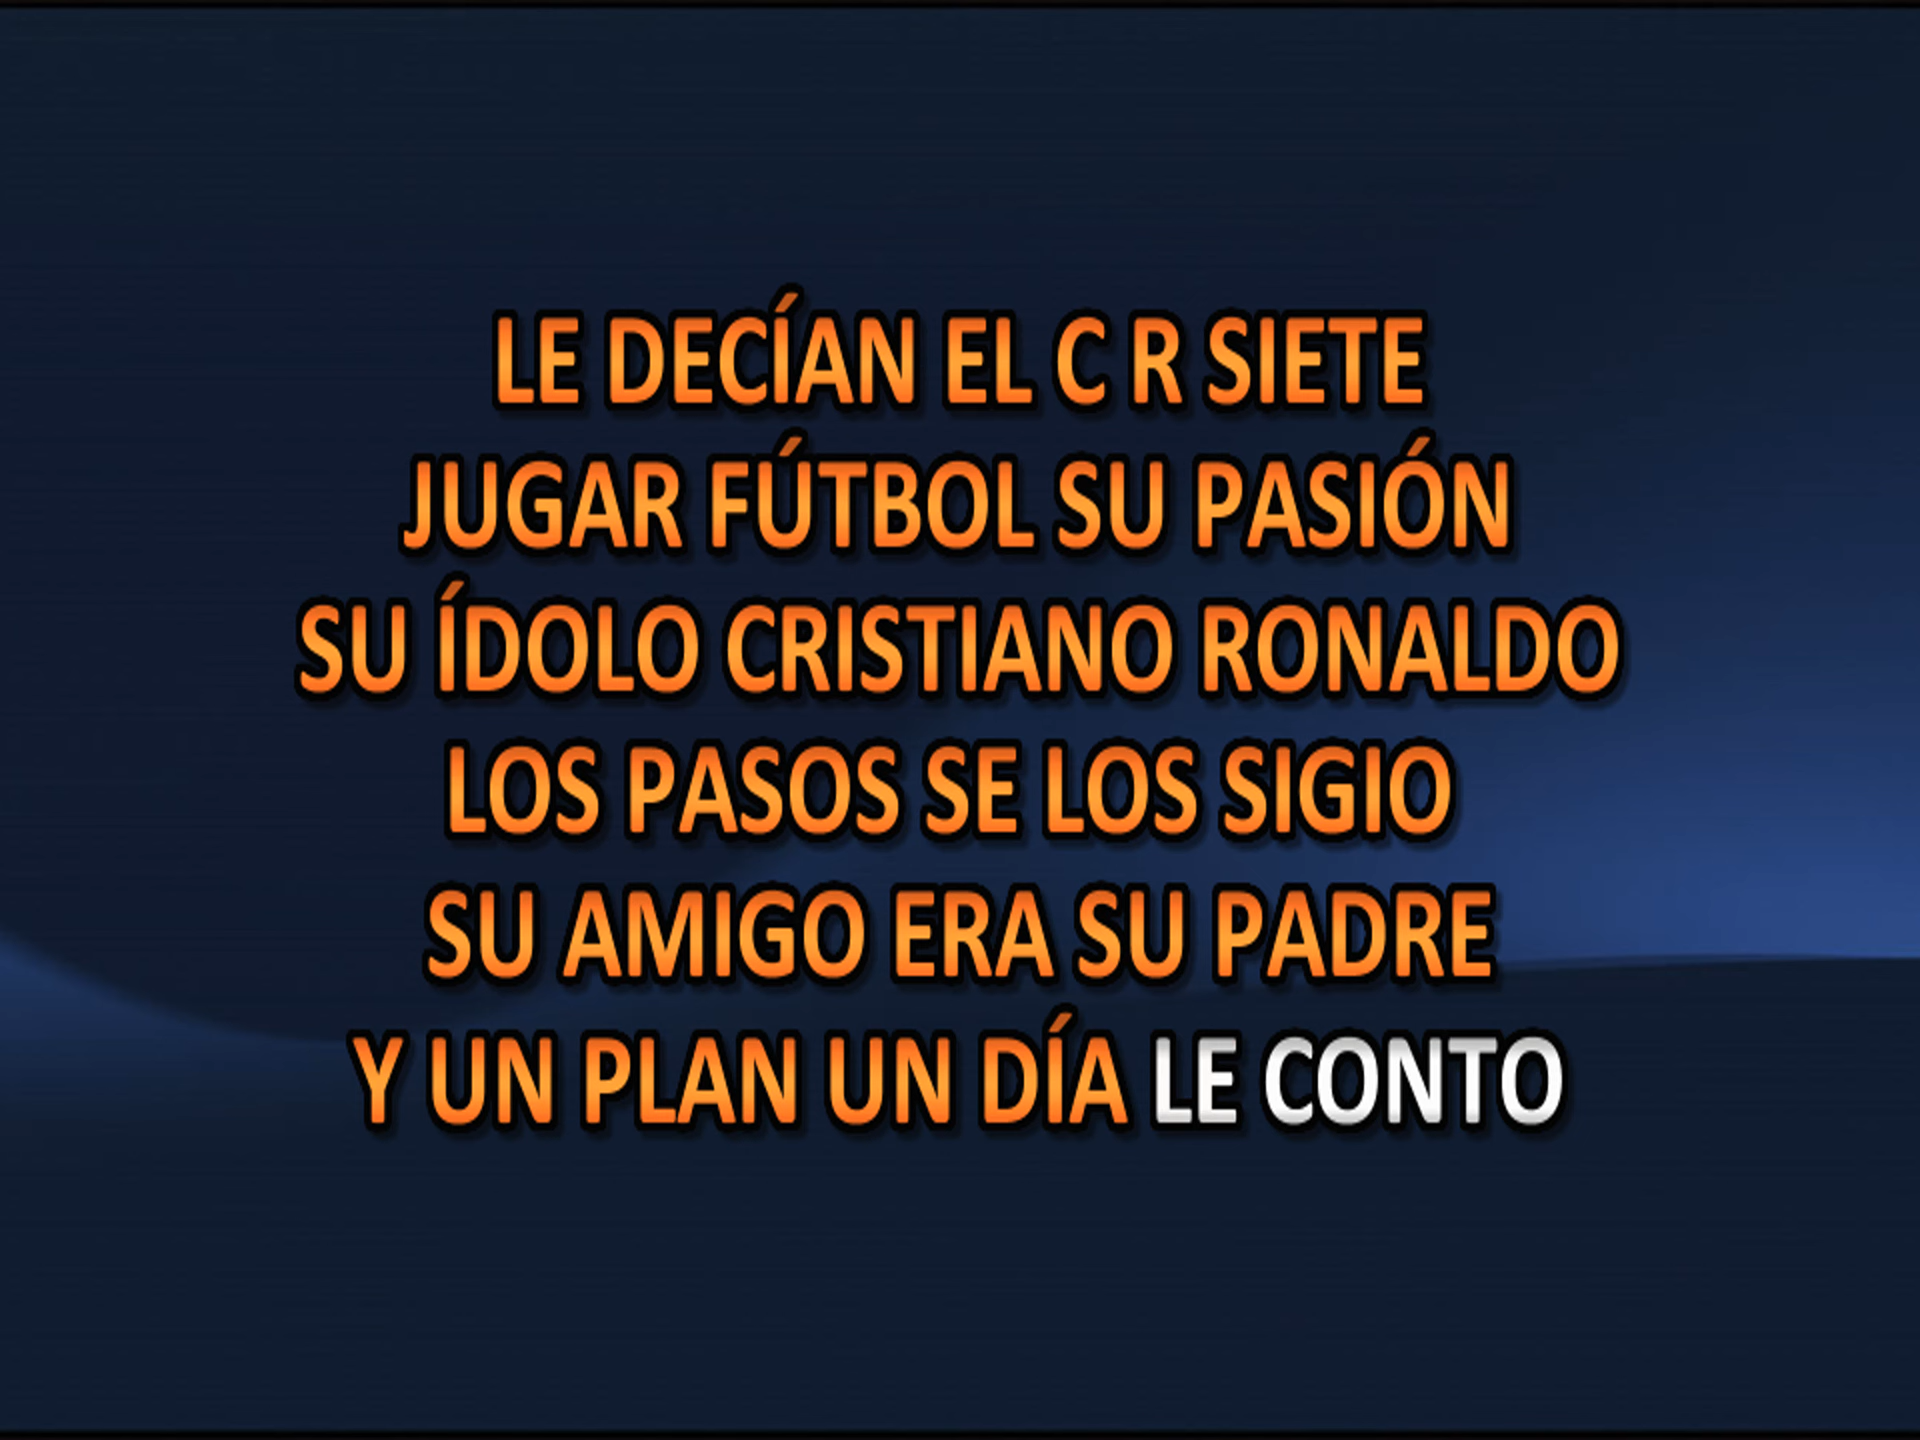 LE DECÍAN EL C R SIETE
JUGAR FÚTBOL SU PASIÓN
SU ÍDOLO CRISTIANO RONALDO
LOS PASOS SE LOS SIGIO
SU AMIGO ERA SU PADRE
Y UN PLAN UN DÍA LE CONTO